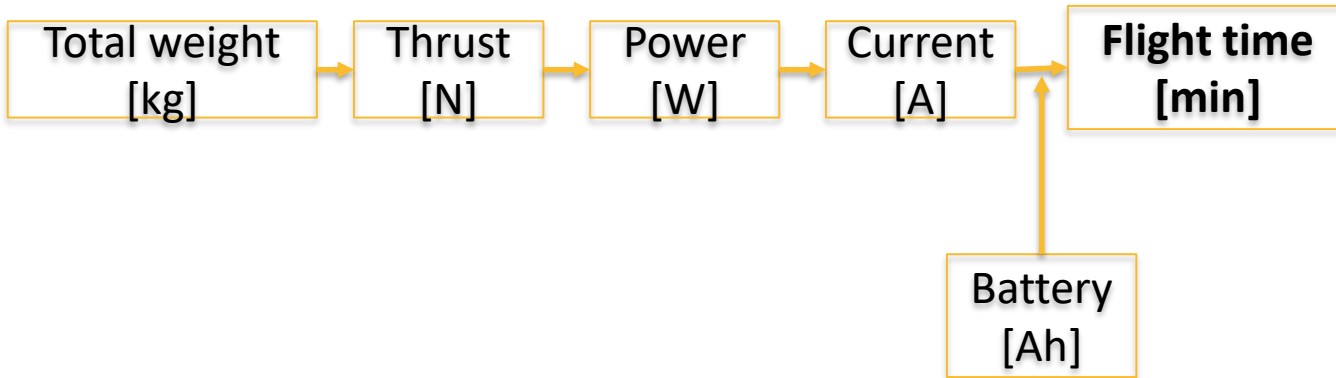 Total weight
[kg]
Thrust
[N]
Power
[W]
Current
[A]
Flight time
[min]
Battery
[Ah]